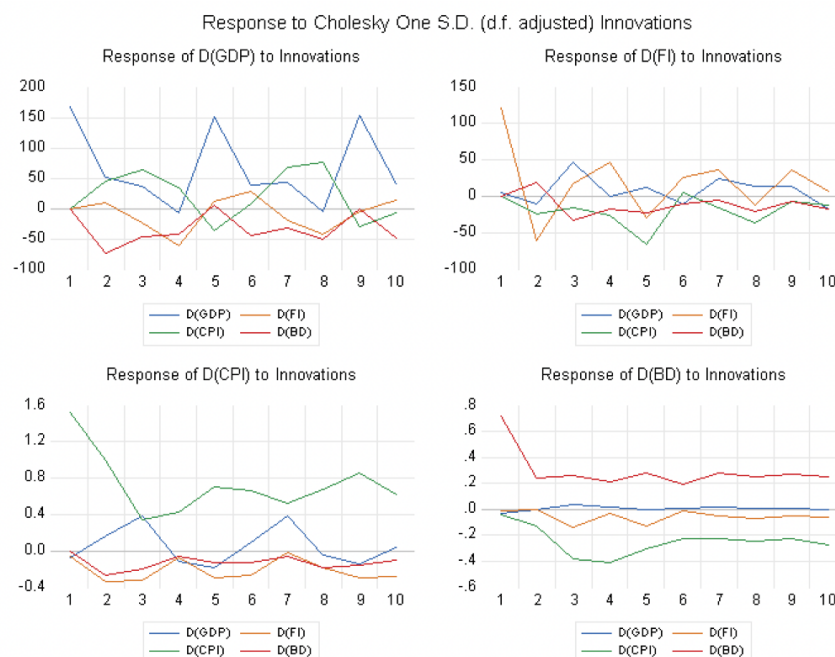 Response to Cholesky One S.D. (d.f. adjusted) Innovations
Response of D(GDP) to Innovations
200
150
100
50
0
-50
-100
1 2 3 4 5 6 7 8 9 10
D(GDP) D(FI)
D(CPI) D(BD)
Response of D(FI) to Innovations
150
100
50
0
-50
-100
1 2 3 4 5 6 7 8 9 10
D(GDP) D(FI)
D(CPI) D(BD)
Response of D(CPI) to Innovations
1.6
1.2
0.8
0.4
0.0
-0.4
1 2 3 4 5 6 7 8 9 10
D(GDP) D(FI)
D(CPI) D(BD)
Response of D(BD) to Innovations
.8
.6
.4
.2
.0
-.2
-.4
-.6
1 2 3 4 5 6 7 8 9 10
D(GDP) D(FI)
D(CPI) D(BD)